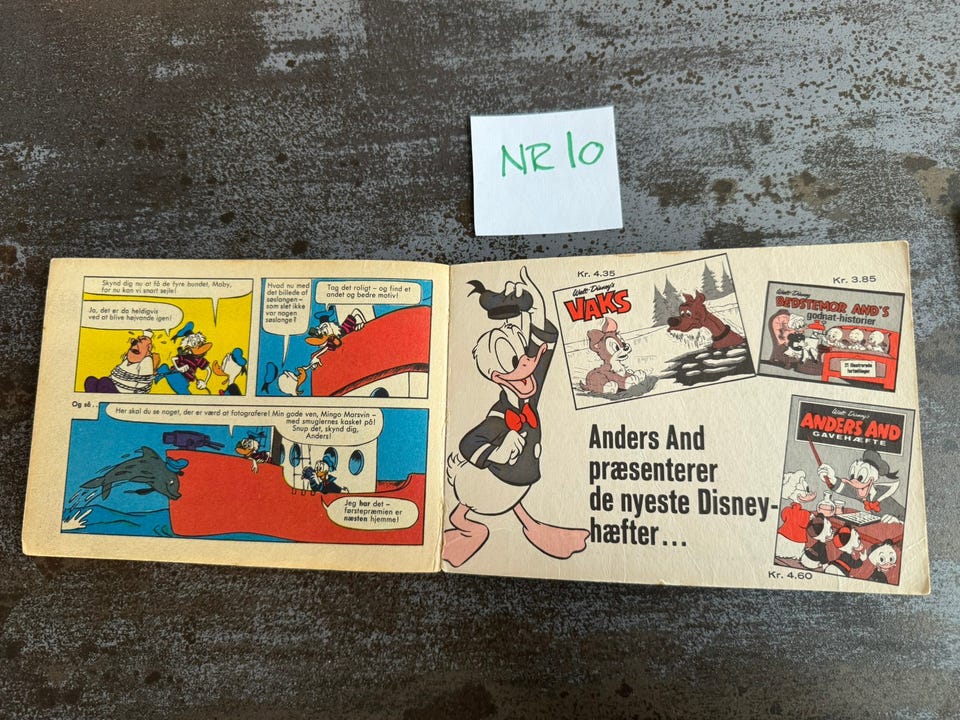 NR 10
Skynd dig nu at få de fyre bundet, Moby,
for nu kan vi snart sejle!
Ja, det er da heldigvis
ved at blive højvande igen!
Hvad nu med
det billede af
søslangen –
som slet ikke
var nogen
søslange?
Tag det roligt – og find et
andet og bedre motiv!
Og så..
Her skal du se noget, der er værd at fotografere! Min gode ven, Mingo Marsvin –
med smuglernes kasket på!
Snup det, skynd dig,
Anders!
Jeg har det –
førstepræmien er
næsten hjemme!
Kr. 4.35
Walt Disney's
VAKS
Kr. 3.85
Walt Disney
BEDSTEMOR AND'S
godnat-historier
21 illustrerede
fortællinger
Anders And
præsenterer
de nyeste Disney-
hæfter...
Walt Disney's
ANDERS AND
GAVEHÆFTE
Kr. 4.60